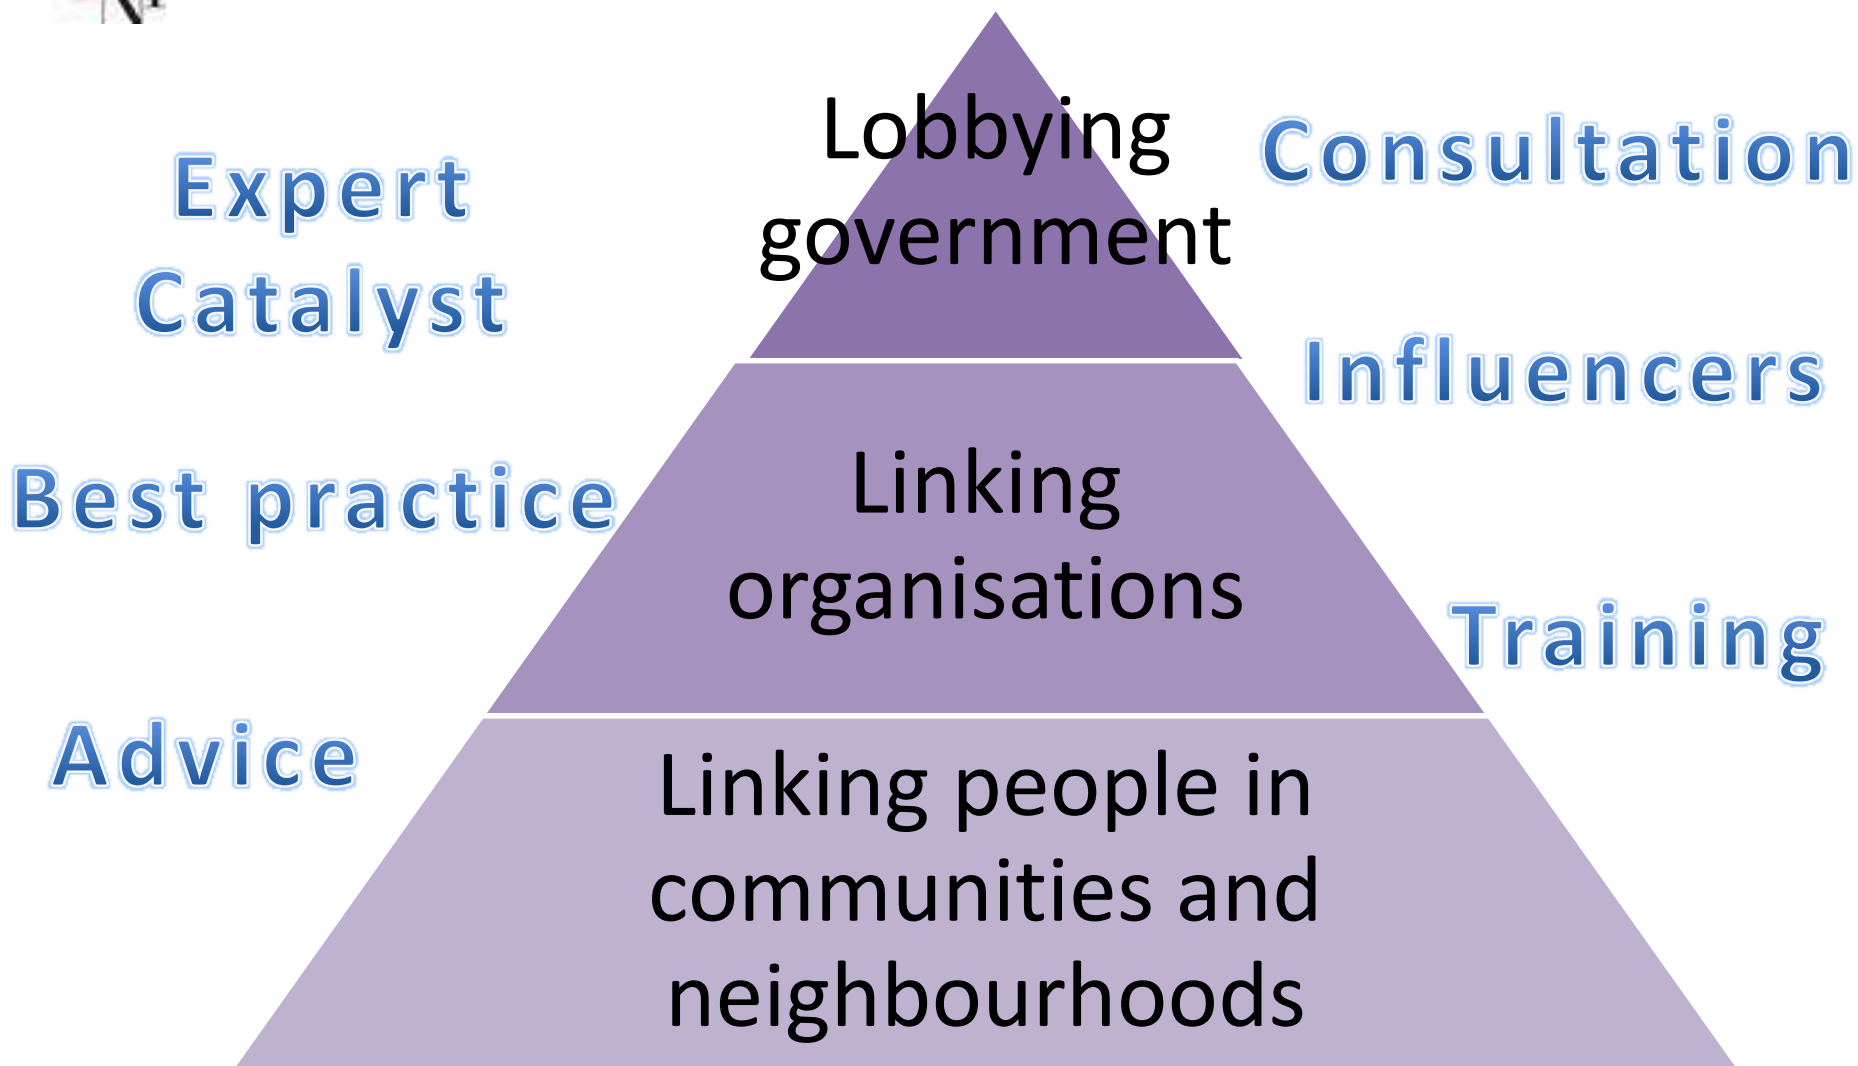 Lobbying
government
Expert
Catalyst
Consultation
Influencers
Best practice
Linking
organisations
Training
Advice
Linking people in
communities and
neighbourhoods